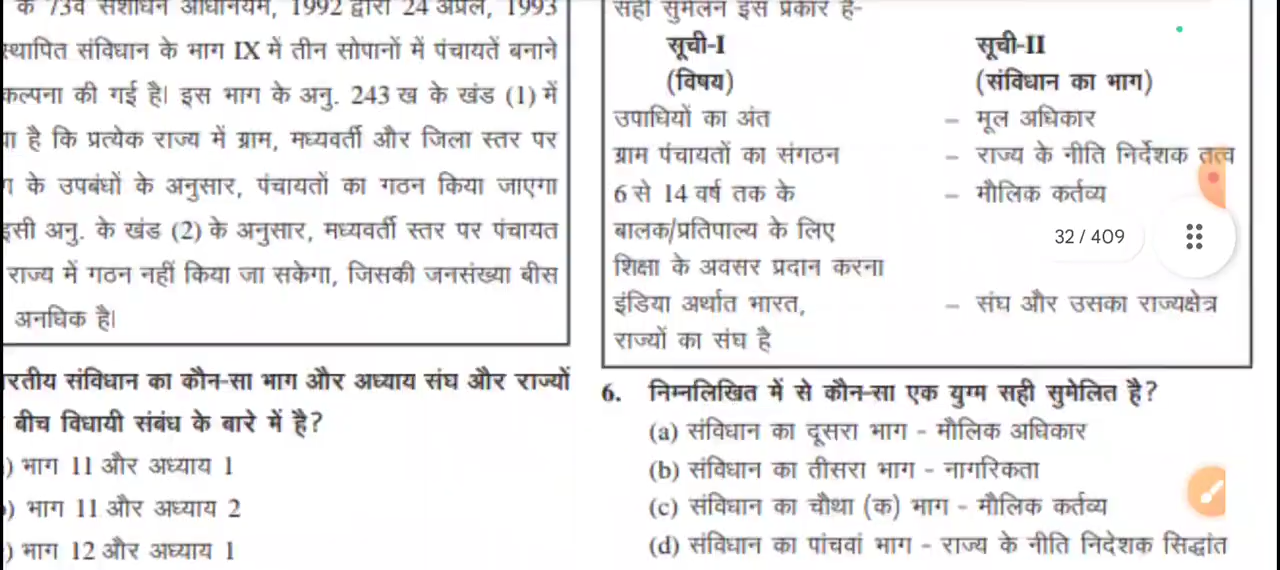 के 73वें संशोधन अधिनियम, 1992 द्वारा 24 अप्रैल, 1993
स्थापित संविधान के भाग IX में तीन सोपानों में पंचायतें बनाने
कल्पना की गई है। इस भाग के अनु. 243 ख के खंड (1) में
है कि प्रत्येक राज्य में ग्राम, मध्यवर्ती और जिला स्तर पर
के उपबंधों के अनुसार, पंचायतों का गठन किया जाएगा
इसी अनु. के खंड (2) के अनुसार, मध्यवर्ती स्तर पर पंचायत
राज्य में गठन नहीं किया जा सकेगा, जिसकी जनसंख्या बीस
अनधिक है।
रतीय संविधान का कौन-सा भाग और अध्याय संघ और राज्यों
बीच विधायी संबंध के बारे में है?
) भाग 11 और अध्याय 1
) भाग 11 और अध्याय 2
) भाग 12 और अध्याय 1
सही सुमेलन इस प्रकार है-
सूची-I सूची-II
(विषय) (संविधान का भाग)
उपाधियों का अंत – मूल अधिकार
ग्राम पंचायतों का संगठन – राज्य के नीति निर्देशक तत्व
6 से 14 वर्ष तक के – मौलिक कर्तव्य
बालक/प्रतिपाल्य के लिए
32 / 409
शिक्षा के अवसर प्रदान करना
इंडिया अर्थात भारत, – संघ और उसका राज्यक्षेत्र
राज्यों का संघ है
6. निम्नलिखित में से कौन-सा एक युग्म सही सुमेलित है?
(a) संविधान का दूसरा भाग - मौलिक अधिकार
(b) संविधान का तीसरा भाग - नागरिकता
(c) संविधान का चौथा (क) भाग - मौलिक कर्तव्य
(d) संविधान का पांचवां भाग - राज्य के नीति निदेशक सिद्धांत